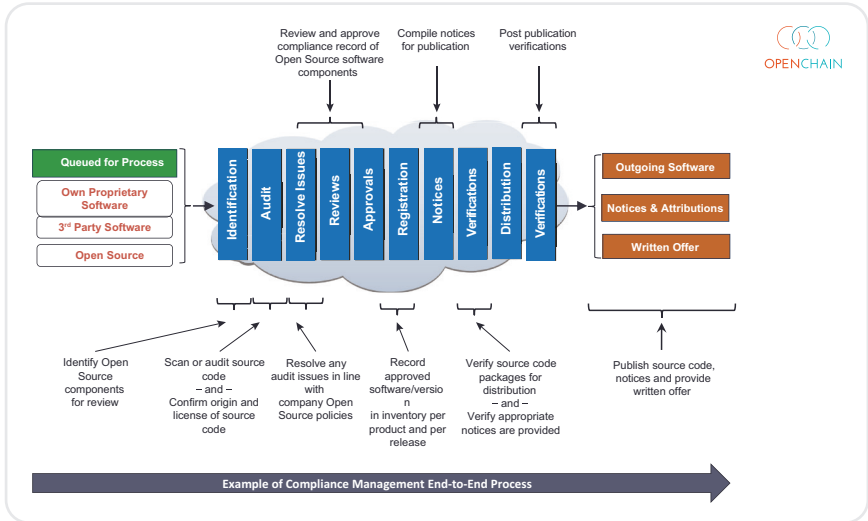 Review and approve
compliance record of
Open Source software
components
Compile notices
for publication
Post publication
verifications
OPENCHAIN
Queued for Process
Own Proprietary
Software
3rd Party Software
Open Source
Identification
Audit
Resolve Issues
Reviews
Approvals
Registration
Notices
Verifications
Distribution
Verifications
Outgoing Software
Notices & Attributions
Written Offer
Identify Open
Source
components
for review
Scan or audit source
code
– and –
Confirm origin and
license of source
code
Resolve any
audit issues in line
with
company Open
Source policies
Record
approved
software/versio
n
in inventory per
product and per
release
Verify source code
packages for
distribution
– and –
Verify appropriate
notices are provided
Publish source code,
notices and provide
written offer
Example of Compliance Management End-to-End Process